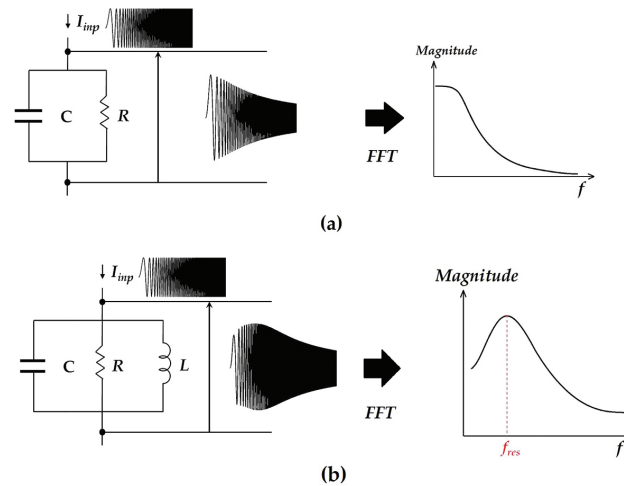 I_inp
C
R
Magnitude
FFT
f
(a)
I_inp
C
R
L
Magnitude
FFT
f_res
f
(b)